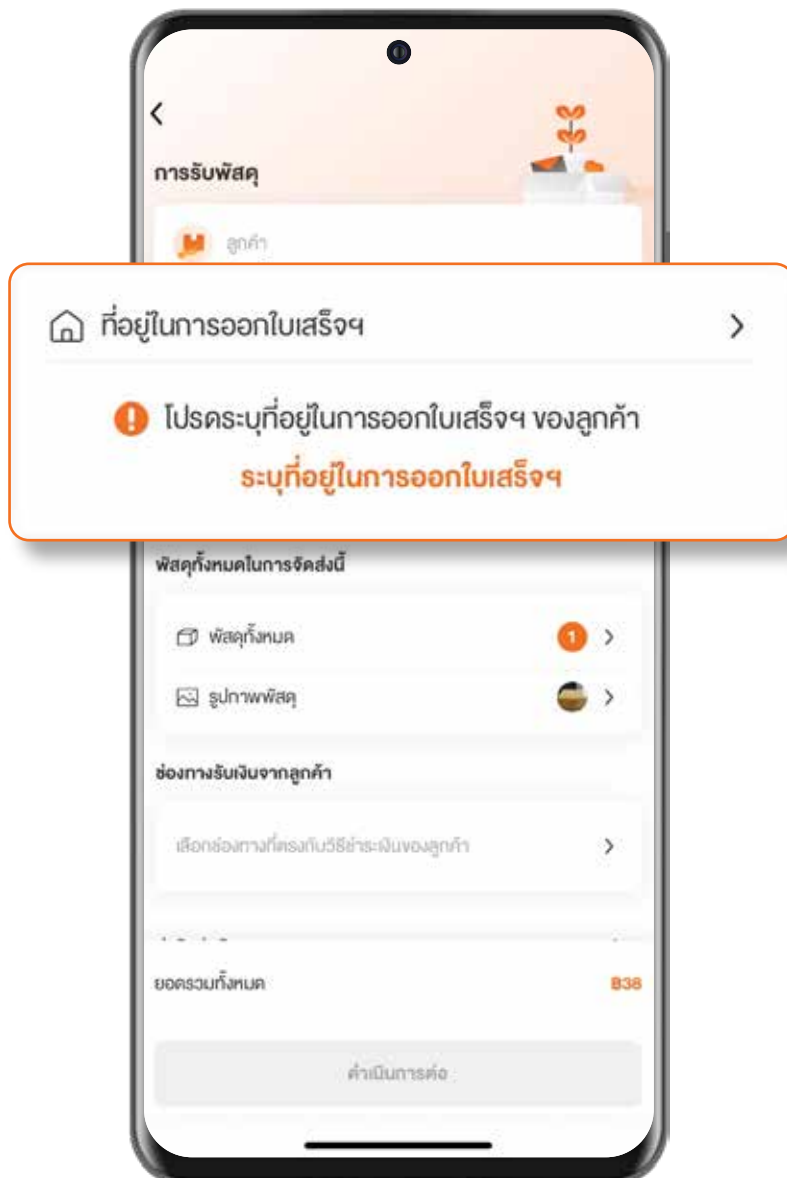 การรับพัสดุ
ลูกค้า
ที่อยู่ในการออกใบเสร็จฯ
โปรดระบุที่อยู่ในการออกใบเสร็จฯ ของลูกค้า
ระบุที่อยู่ในการออกใบเสร็จฯ
พัสดุทั้งหมดในการจัดส่งนี้
พัสดุทั้งหมด 1
รูปภาพพัสดุ
ช่องทางรับเงินจากลูกค้า
เลือกช่องทางที่ตรงกับวิธีชำระเงินของลูกค้า
ยอดรวมทั้งหมด ฿38
ดำเนินการต่อ